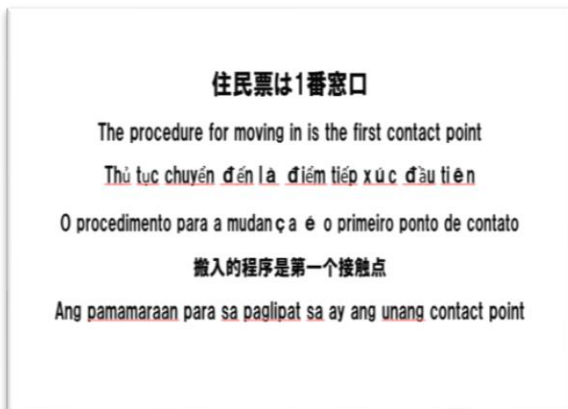 住民票は1番窓口
The procedure for moving in is the first contact point
Thủ tục chuyển đến là điểm tiếp xúc đầu tiên
O procedimento para a mudança é o primeiro ponto de contato
搬入的程序是第一个接触点
Ang pamamaraan para sa paglipat sa ay ang unang contact point